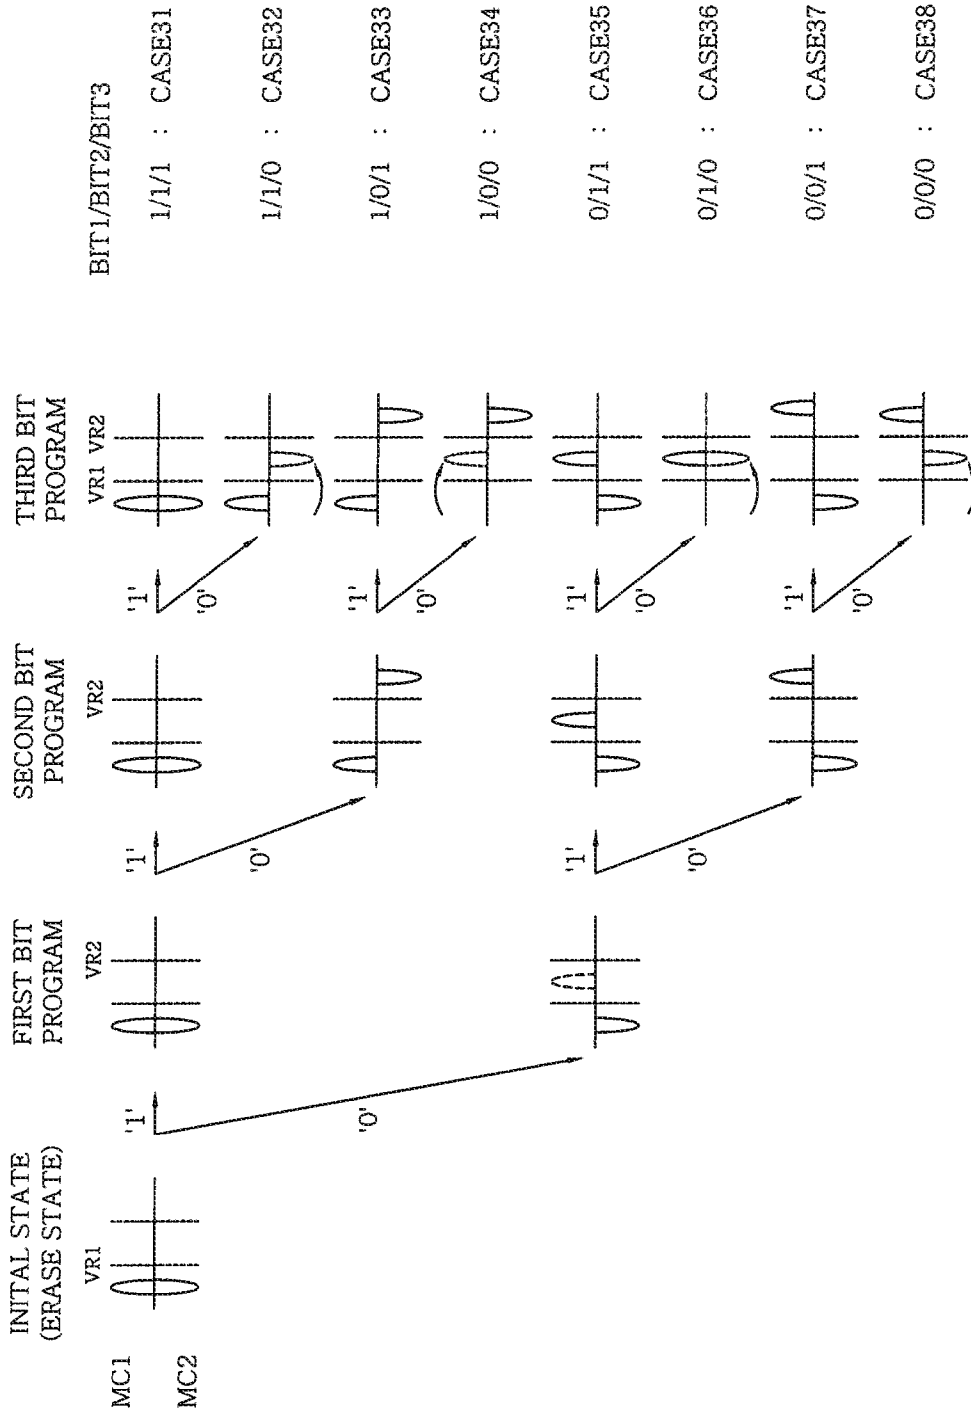 INITAL STATE
(ERASE STATE)
FIRST BIT
PROGRAM
SECOND BIT
PROGRAM
THIRD BIT
PROGRAM
BIT1/BIT2/BIT3
VR1
VR2
VR2
VR1 VR2
MC1
MC2
'1'
'0'
'1'
'0'
'1'
'0'
'1'
'0'
'1'
'0'
'1'
'0'
'1'
'0'
1/1/1 : CASE31
1/1/0 : CASE32
1/0/1 : CASE33
1/0/0 : CASE34
0/1/1 : CASE35
0/1/0 : CASE36
0/0/1 : CASE37
0/0/0 : CASE38